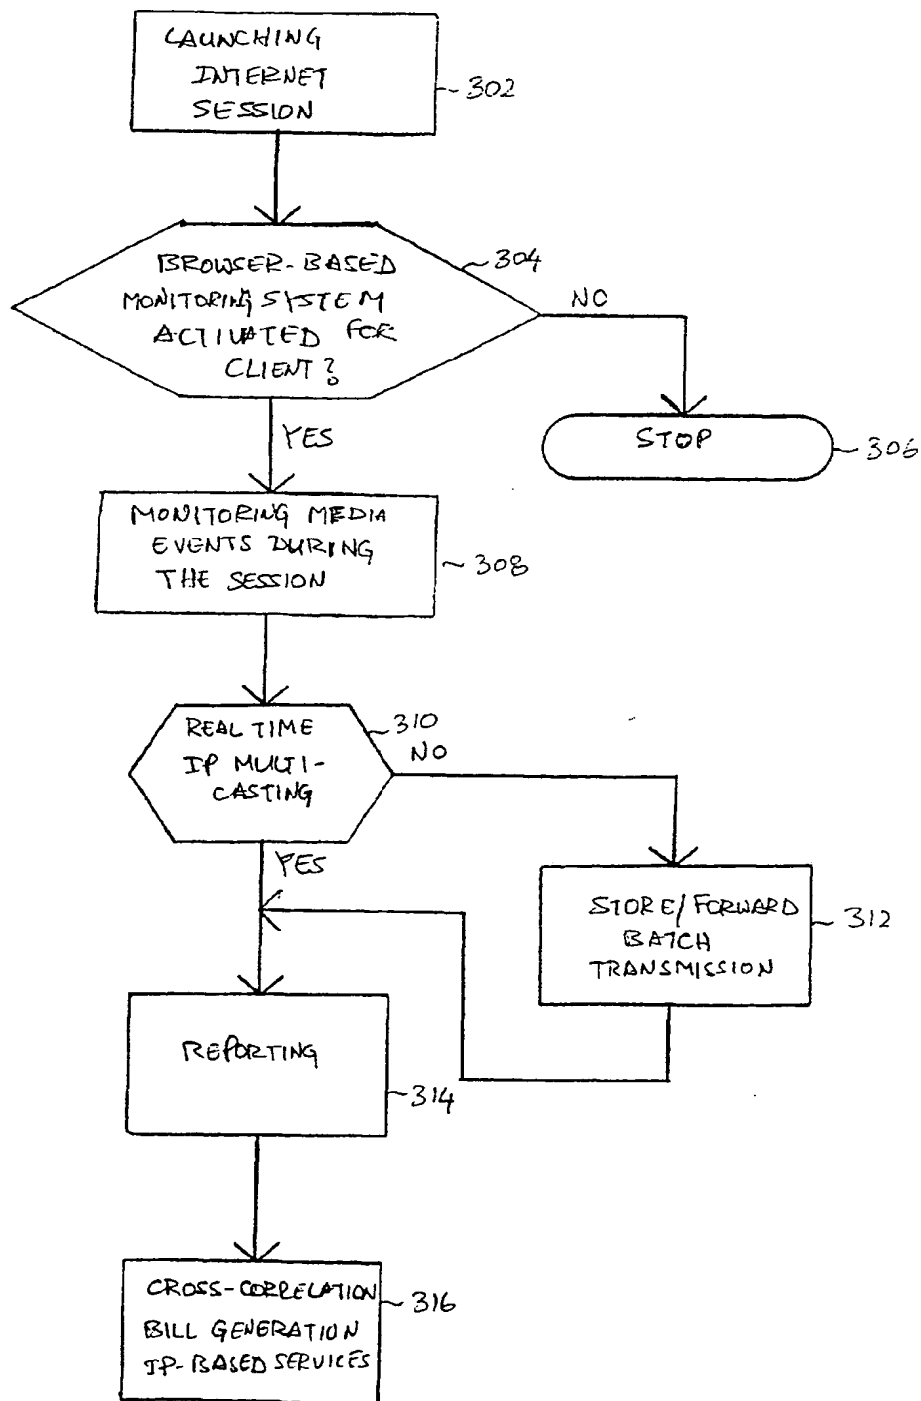 LAUNCHING
INTERNET
SESSION
302
BROWSER-BASED
MONITORING SYSTEM
ACTIVATED FOR
CLIENT?
304
NO
STOP
306
YES
MONITORING MEDIA
EVENTS DURING
THE SESSION
308
REAL TIME
IP MULTI-
CASTING
310
NO
YES
STORE/FORWARD
BATCH
TRANSMISSION
312
REPORTING
314
CROSS-CORRELATION
BILL GENERATION
IP-BASED SERVICES
316